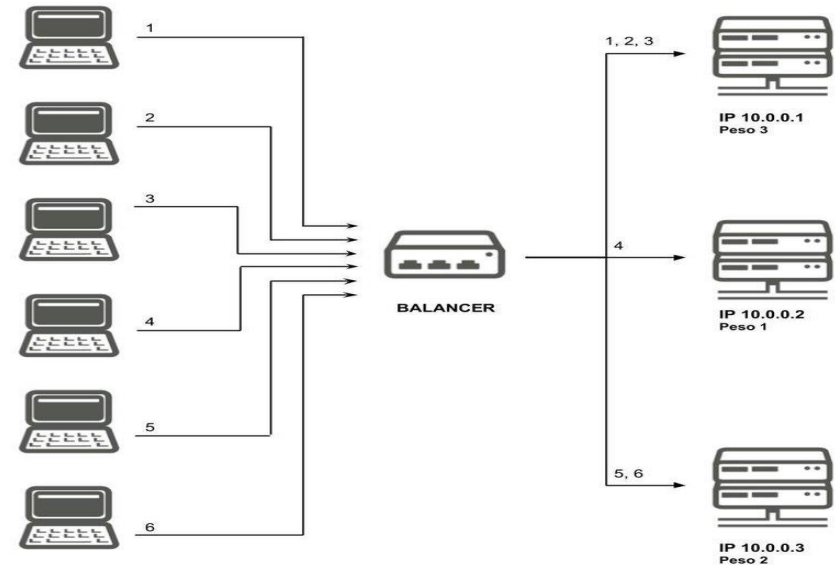 1
2
3
4
5
6
BALANCER
1, 2, 3
IP 10.0.0.1
Peso 3
4
IP 10.0.0.2
Peso 1
5, 6
IP 10.0.0.3
Peso 2